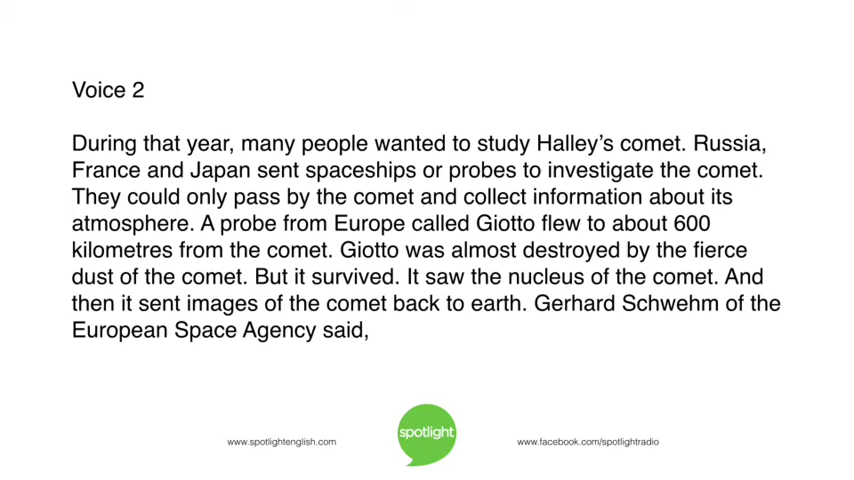 Voice 2
During that year, many people wanted to study Halley’s comet. Russia,
France and Japan sent spaceships or probes to investigate the comet.
They could only pass by the comet and collect information about its
atmosphere. A probe from Europe called Giotto flew to about 600
kilometres from the comet. Giotto was almost destroyed by the fierce
dust of the comet. But it survived. It saw the nucleus of the comet. And
then it sent images of the comet back to earth. Gerhard Schwehm of the
European Space Agency said,
www.spotlightenglish.com
spotlight
www.facebook.com/spotlightradio